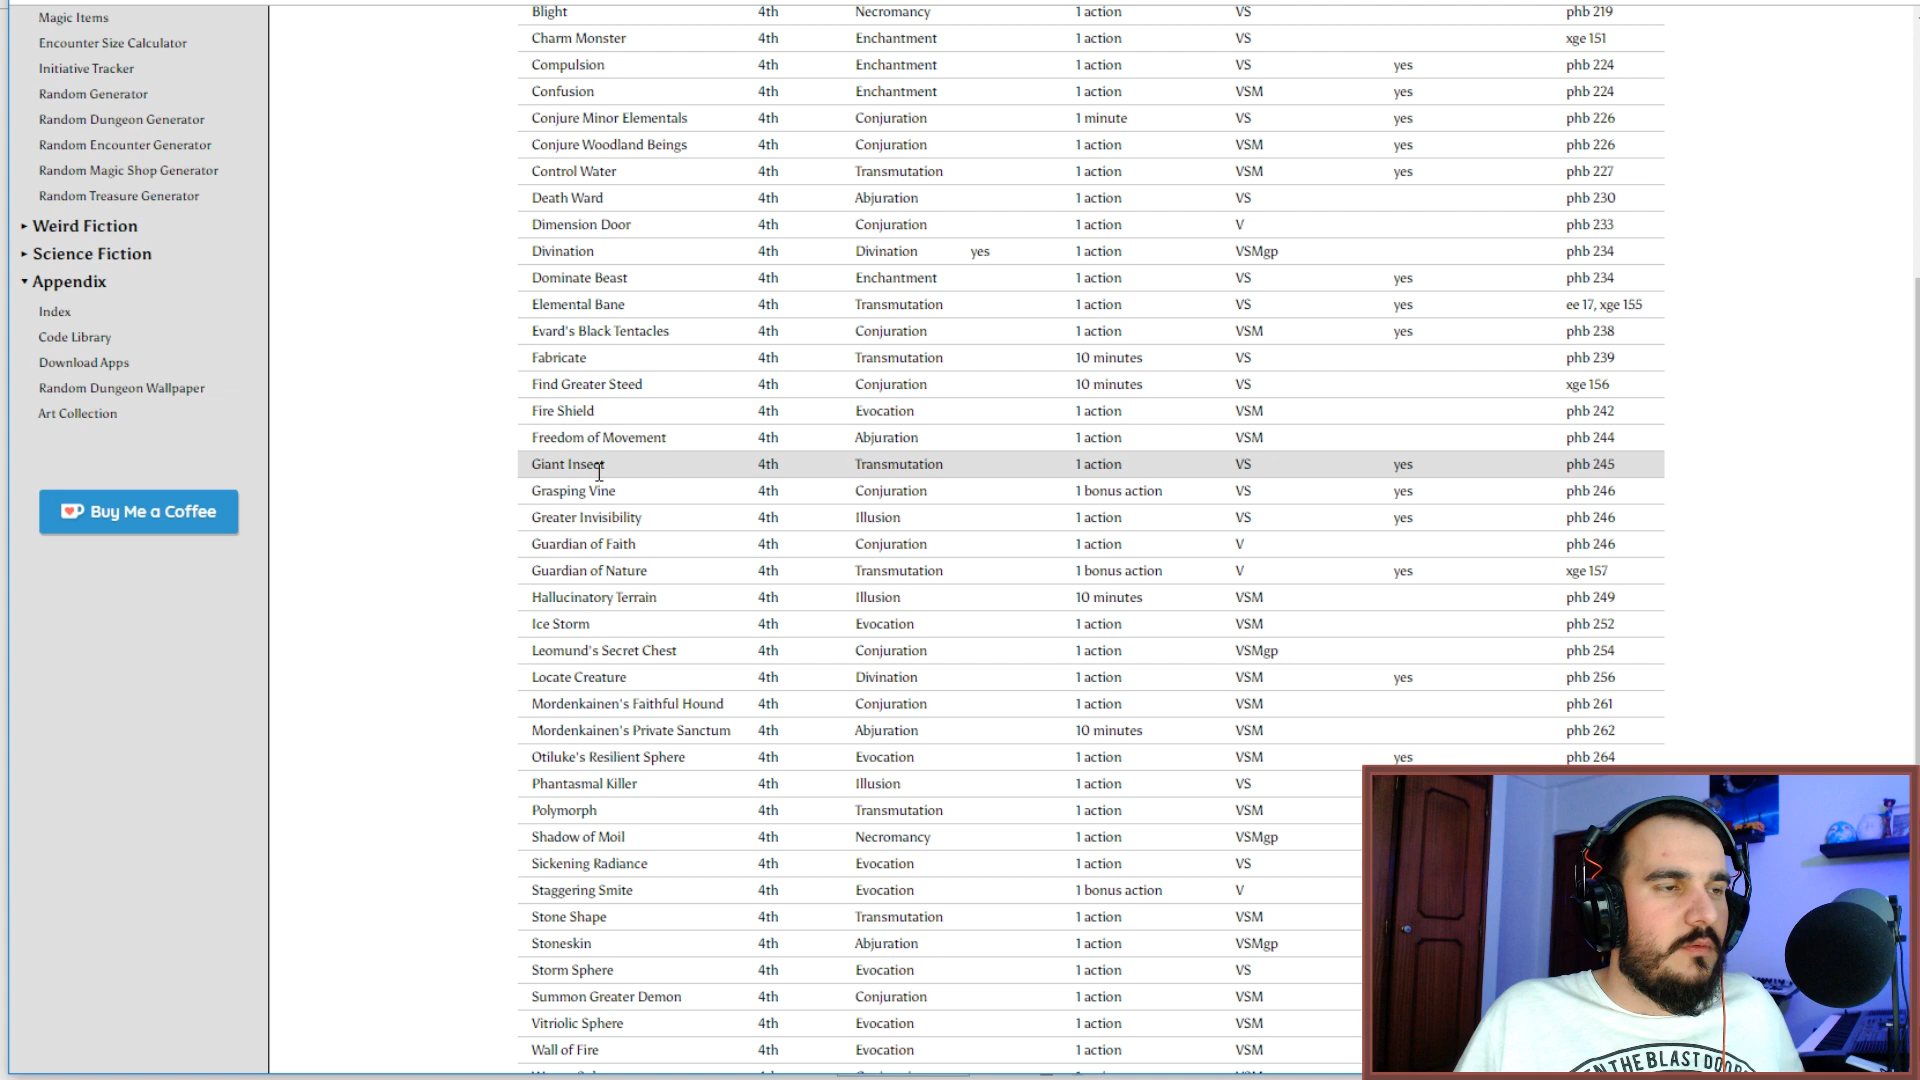 Magic Items
Encounter Size Calculator
Initiative Tracker
Random Generator
Random Dungeon Generator
Random Encounter Generator
Random Magic Shop Generator
Random Treasure Generator
Weird Fiction
Science Fiction
Appendix
Index
Code Library
Download Apps
Random Dungeon Wallpaper
Art Collection
Buy Me a Coffee
Blight 4th Necromancy 1 action VS phb 219
Charm Monster 4th Enchantment 1 action VS xge 151
Compulsion 4th Enchantment 1 action VS yes phb 224
Confusion 4th Enchantment 1 action VSM yes phb 224
Conjure Minor Elementals 4th Conjuration 1 minute VS yes phb 226
Conjure Woodland Beings 4th Conjuration 1 action VSM yes phb 226
Control Water 4th Transmutation 1 action VSM yes phb 227
Death Ward 4th Abjuration 1 action VS phb 230
Dimension Door 4th Conjuration 1 action V phb 233
Divination 4th Divination yes 1 action VSMgp phb 234
Dominate Beast 4th Enchantment 1 action VS yes phb 234
Elemental Bane 4th Transmutation 1 action VS yes ee 17, xge 155
Evard's Black Tentacles 4th Conjuration 1 action VSM yes phb 238
Fabricate 4th Transmutation 10 minutes VS phb 239
Find Greater Steed 4th Conjuration 10 minutes VS xge 156
Fire Shield 4th Evocation 1 action VSM phb 242
Freedom of Movement 4th Abjuration 1 action VSM phb 244
Giant Insect 4th Transmutation 1 action VS yes phb 245
Grasping Vine 4th Conjuration 1 bonus action VS yes phb 246
Greater Invisibility 4th Illusion 1 action VS yes phb 246
Guardian of Faith 4th Conjuration 1 action V phb 246
Guardian of Nature 4th Transmutation 1 bonus action V yes xge 157
Hallucinatory Terrain 4th Illusion 10 minutes VSM phb 249
Ice Storm 4th Evocation 1 action VSM phb 252
Leomund's Secret Chest 4th Conjuration 1 action VSMgp phb 254
Locate Creature 4th Divination 1 action VSM yes phb 256
Mordenkainen's Faithful Hound 4th Conjuration 1 action VSM phb 261
Mordenkainen's Private Sanctum 4th Abjuration 10 minutes VSM phb 262
Otiluke's Resilient Sphere 4th Evocation 1 action VSM yes phb 264
Phantasmal Killer 4th Illusion 1 action VS
Polymorph 4th Transmutation 1 action VSM
Shadow of Moil 4th Necromancy 1 action VSMgp
Sickening Radiance 4th Evocation 1 action VS
Staggering Smite 4th Evocation 1 bonus action V
Stone Shape 4th Transmutation 1 action VSM
Stoneskin 4th Abjuration 1 action VSMgp
Storm Sphere 4th Evocation 1 action VS
Summon Greater Demon 4th Conjuration 1 action VSM
Vitriolic Sphere 4th Evocation 1 action VSM
Wall of Fire 4th Evocation 1 action VSM
THE BLAST